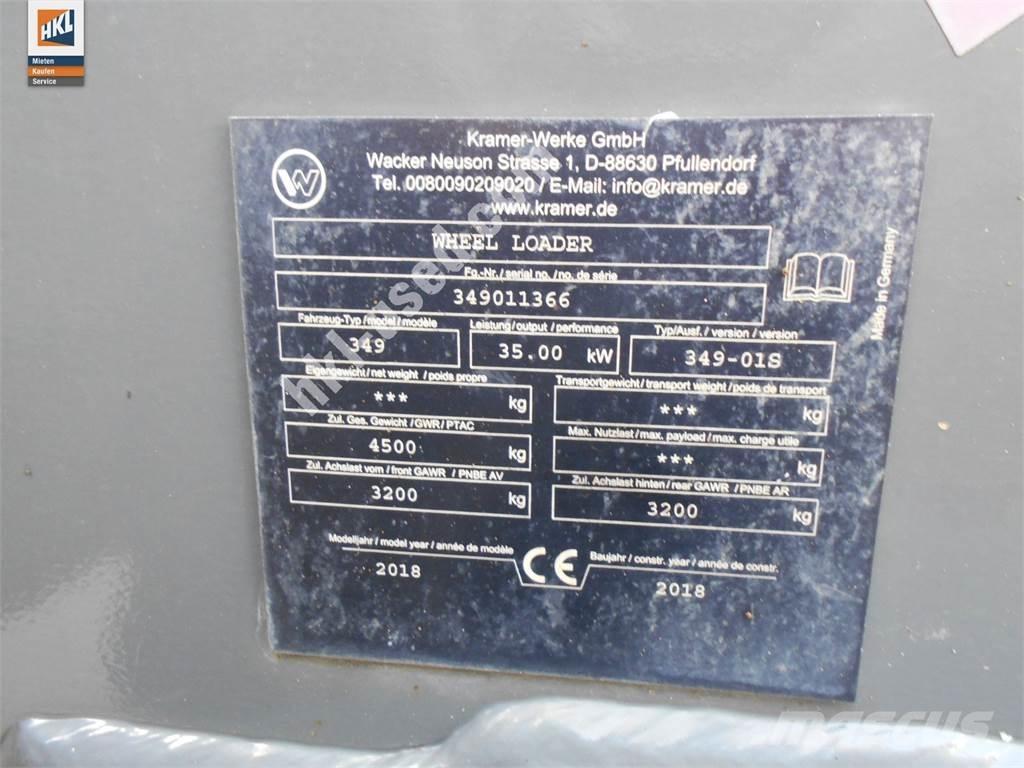 HKL
Mieten
Kaufen
Service
Kramer-Werke GmbH
Wacker Neuson Strasse 1, D-88630 Pfullendorf
Tel. 0080090209020 / E-Mail: info@kramer.de
www.kramer.de
WHEEL LOADER
Fg.-Nr./serial no./no. de série
349011366
Made in Germany
Fahrzeug-Typ/model/modèle
349
Leistung/output/performance
35.00 kW
Typ/Ausf./version/version
349-01S
Eigengewicht/net weight/poids propre
*** kg
Transportgewicht/transport weight/poids de transport
*** kg
Zul. Ges. Gewicht/GWR/PTAC
4500 kg
Max. Nutzlast/max. payload/max. charge utile
*** kg
Zul. Achslast vorn/front GAWR/PNBE AV
3200 kg
Zul. Achslast hinten/rear GAWR/PNBE AR
3200 kg
Modelljahr/model year/année de modèle
2018
CE
Baujahr/constr. year/année de constr.
2018
hkl-used.com
Mascus